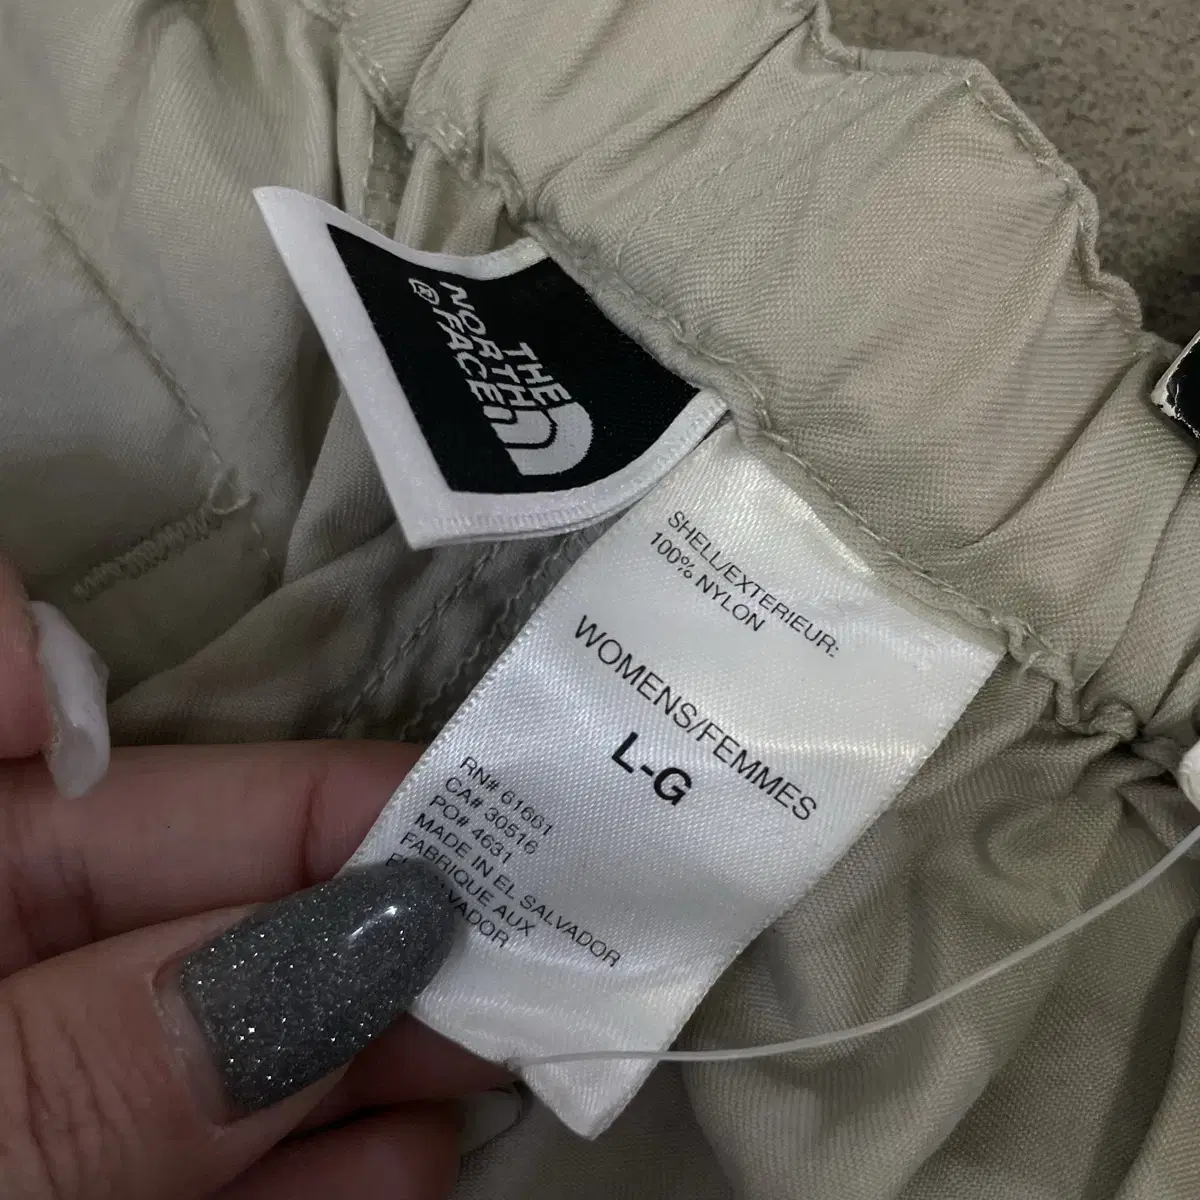 THE
NORTH
FACE
®
SHELL/EXTERIEUR:
100% NYLON
WOMENS/FEMMES
L-G
RN# 61661
CA# 30516
PO# 4631
MADE IN EL SALVADOR
FABRIQUE AUX